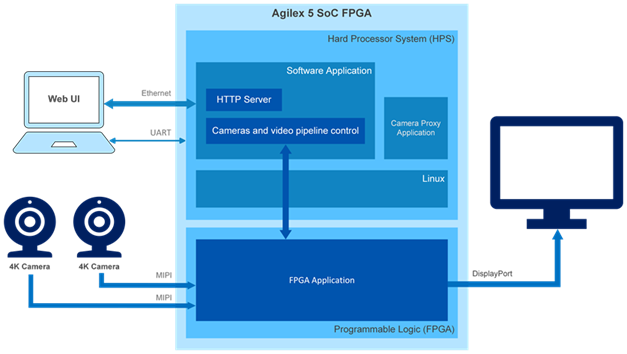 Agilex 5 SoC FPGA
Hard Processor System (HPS)
Software Application
Web UI
Ethernet
HTTP Server
UART
Cameras and video pipeline control
Camera Proxy
Application
Linux
4K Camera
4K Camera
MIPI
MIPI
FPGA Application
DisplayPort
Programmable Logic (FPGA)